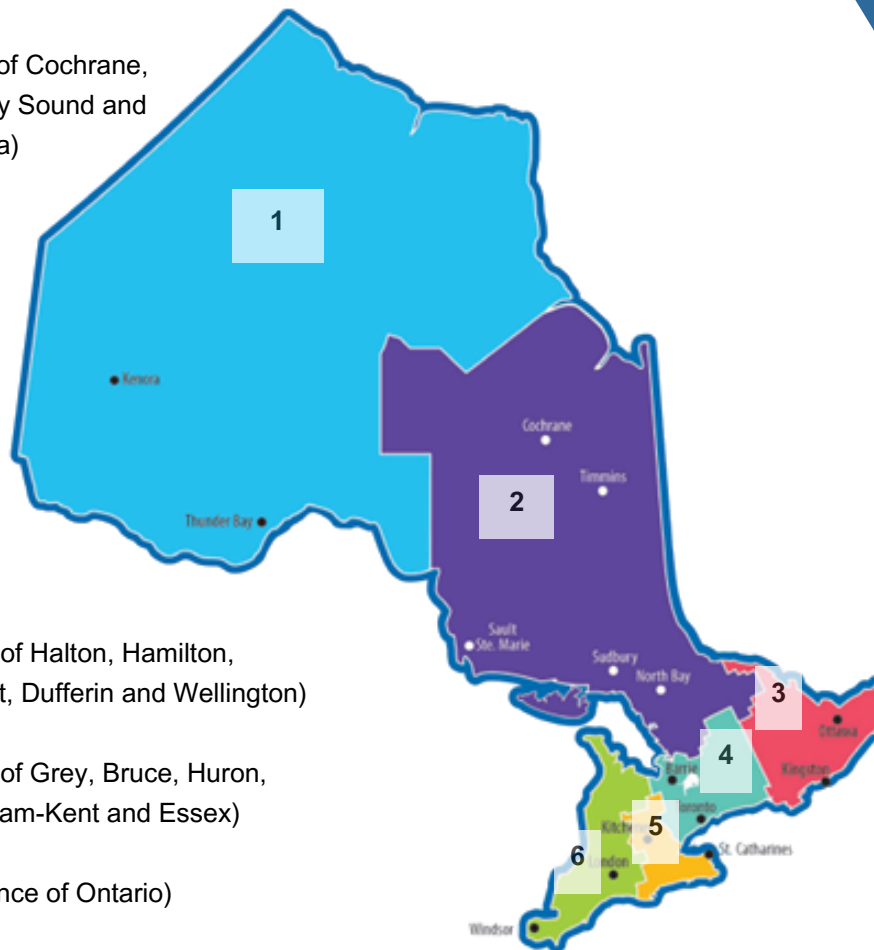 of Cochrane,
y Sound and
a)
1
Kenora
Cochrane
Timmins
2
Thunder Bay
Sault
Ste. Marie
of Halton, Hamilton,
Sudbury
North Bay
t, Dufferin and Wellington)
3
Ottawa
4
of Grey, Bruce, Huron,
Barrie
Kingston
am-Kent and Essex)
oronto
5
Kitchene
St. Catharines
6
London
nce of Ontario)
Windsor